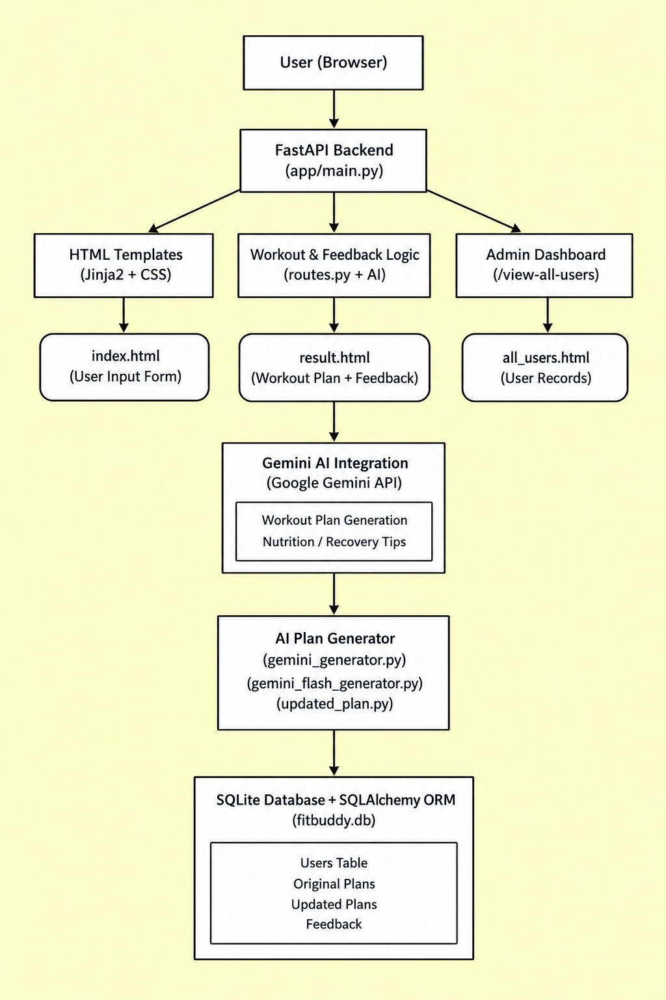 User (Browser)
FastAPI Backend
(app/main.py)
HTML Templates
(Jinja2 + CSS)
Workout & Feedback Logic
(routes.py + AI)
Admin Dashboard
(/view-all-users)
index.html
(User Input Form)
result.html
(Workout Plan + Feedback)
all_users.html
(User Records)
Gemini AI Integration
(Google Gemini API)
Workout Plan Generation
Nutrition / Recovery Tips
AI Plan Generator
(gemini_generator.py)
(gemini_flash_generator.py)
(updated_plan.py)
SQLite Database + SQLAlchemy ORM
(fitbuddy.db)
Users Table
Original Plans
Updated Plans
Feedback